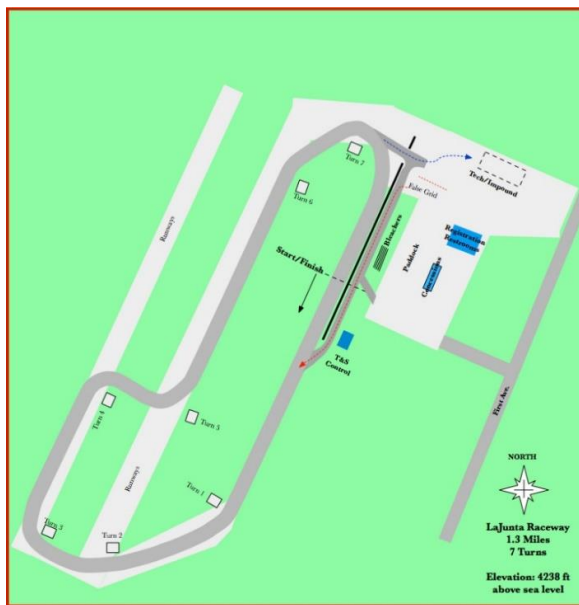 Turn 7
Tech/Impound
False Grid
Turn 6
Runways
Bleachers
Registration
Restrooms
Paddock
Start/Finish
Concessions
T&S
Control
First Ave.
Turn 4
Turn 5
Runways
NORTH
Turn 1
LaJunta Raceway
1.3 Miles
7 Turns
Turn 3
Turn 2
Elevation: 4238 ft
above sea level